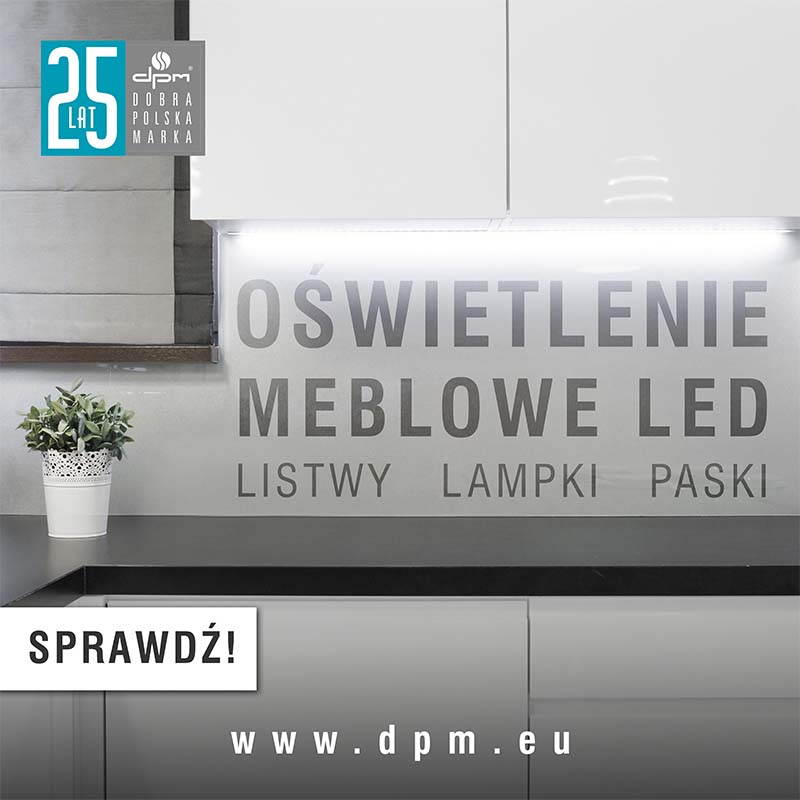 25
LAT
dpm®
DOBRA
POLSKA
MARKA
OŚWIETLENIE
MEBLOWE LED
LISTWY LAMPKI PASKI
SPRAWDŹ!
www.dpm.eu